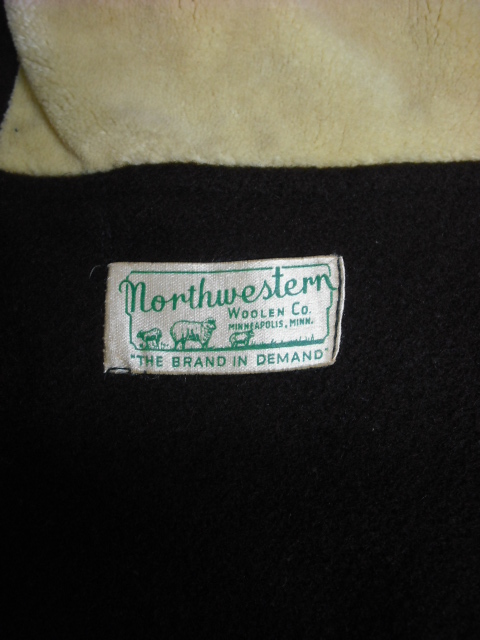 Northwestern
WOOLEN CO.
MINNEAPOLIS, MINN.
"THE BRAND IN DEMAND"